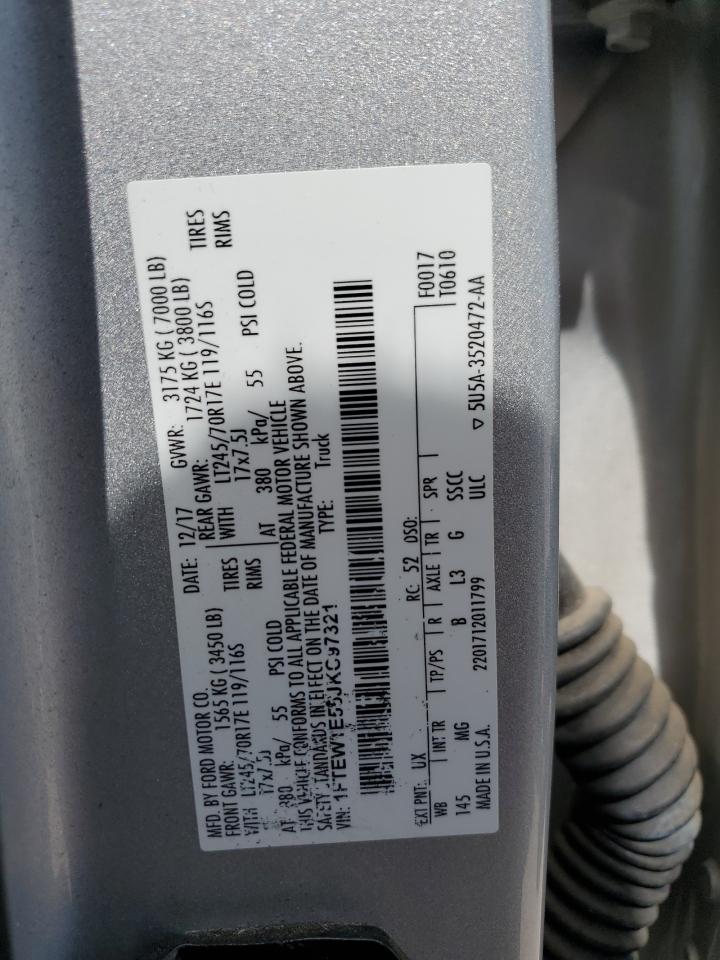 MFD. BY FORD MOTOR CO. DATE: 12/17 GVWR: 3175 KG ( 7000 LB)
FRONT GAWR: 1565 KG ( 3450 LB) REAR GAWR: 1724 KG ( 3800 LB)
WITH LT245/70R17E 119/116S TIRES WITH LT245/70R17E 119/116S TIRES
17x7.5J RIMS 17x7.5J RIMS
AT 380 kPa/ 55 PSI COLD AT 380 kPa/ 55 PSI COLD
THIS VEHICLE CONFORMS TO ALL APPLICABLE FEDERAL MOTOR VEHICLE
SAFETY STANDARDS IN EFFECT ON THE DATE OF MANUFACTURE SHOWN ABOVE.
VIN: 1FTEW1E55JKC97321 TYPE: Truck
EXT PNT: UX RC: 52 DSO: F0017
WB INT TR TP/PS R AXLE TR SPR T0610
145 MG B L3 G SSCC
MADE IN U.S.A. 2201712011799 ULC ▽ 5U5A-3520472-AA